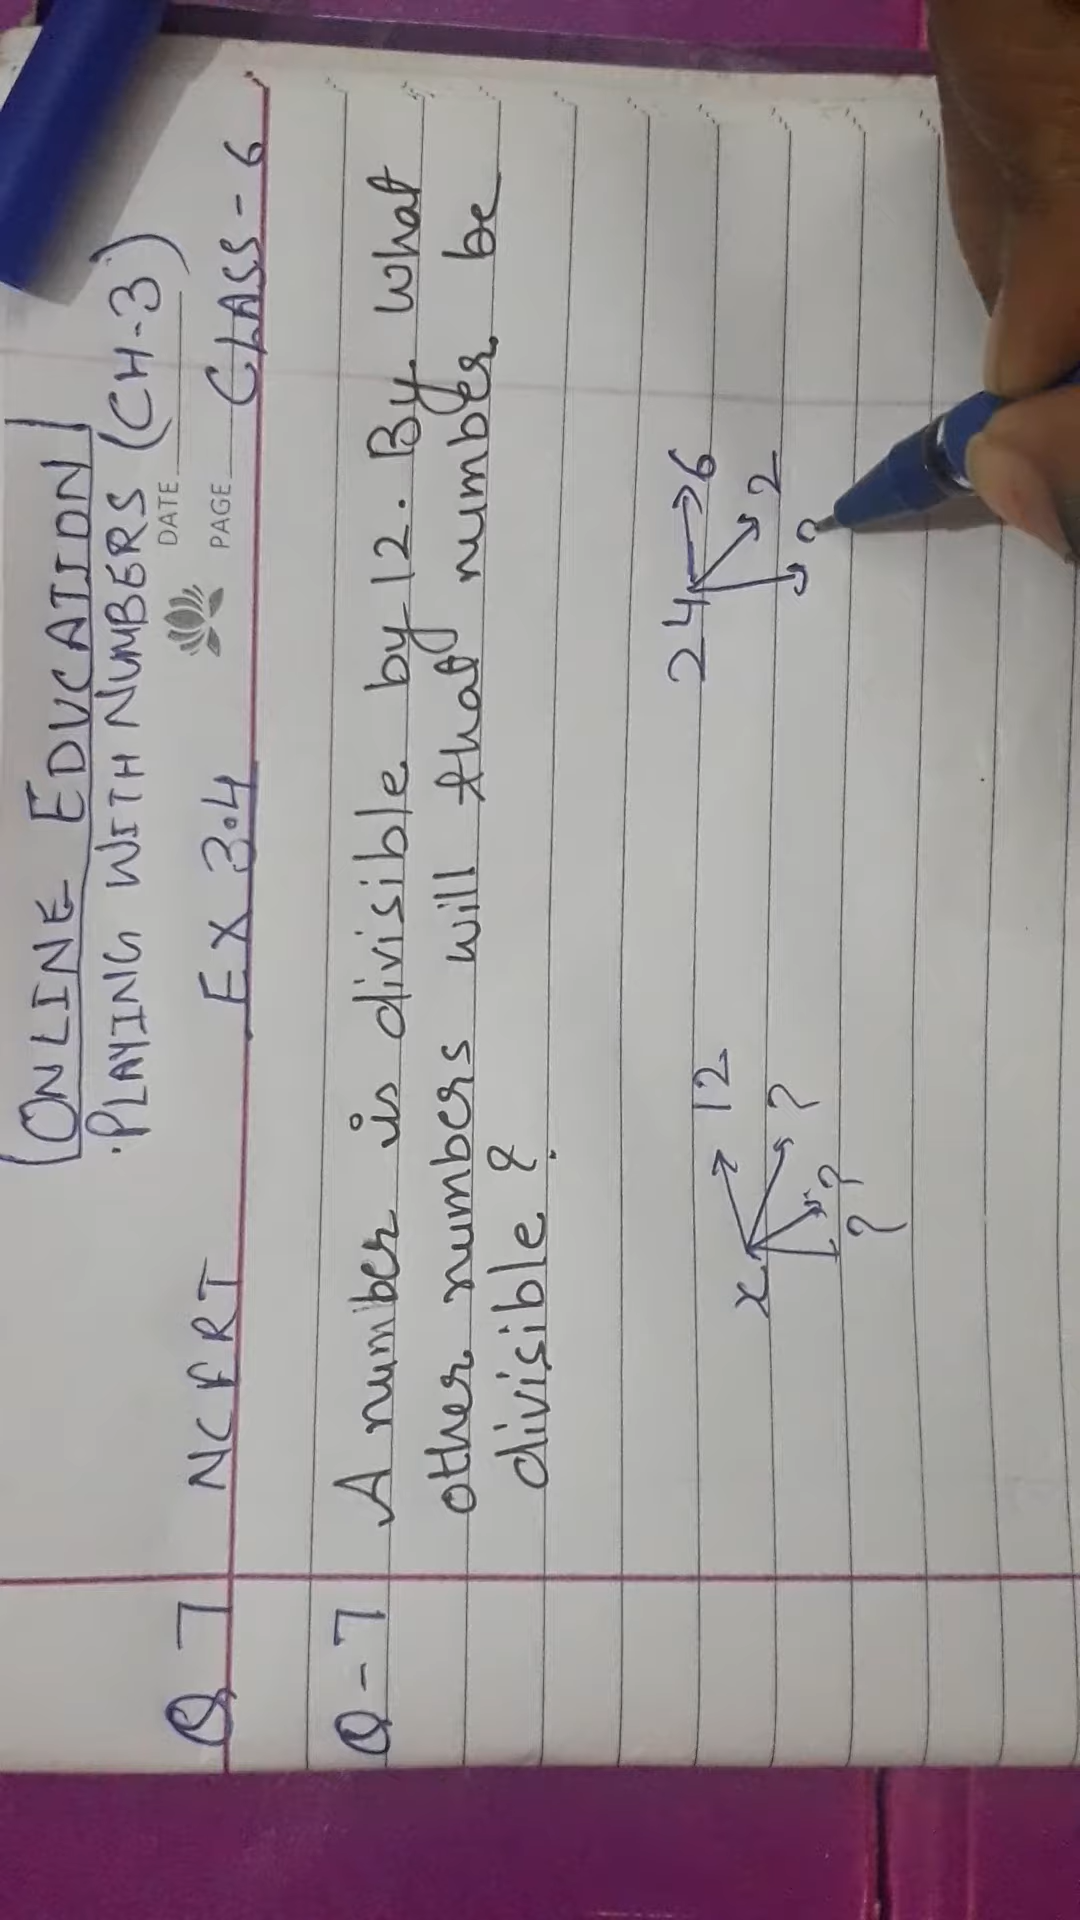 ONLINE EDUCATION
PLAYING WITH NUMBERS (CH-3)
DATE
PAGE
Q 7 NCERT EX 3.4 CLASS-6
Q-7 A number is divisible by 12. By what
other numbers will that number be
divisible ?
x 12
?
?
?
24 6
2